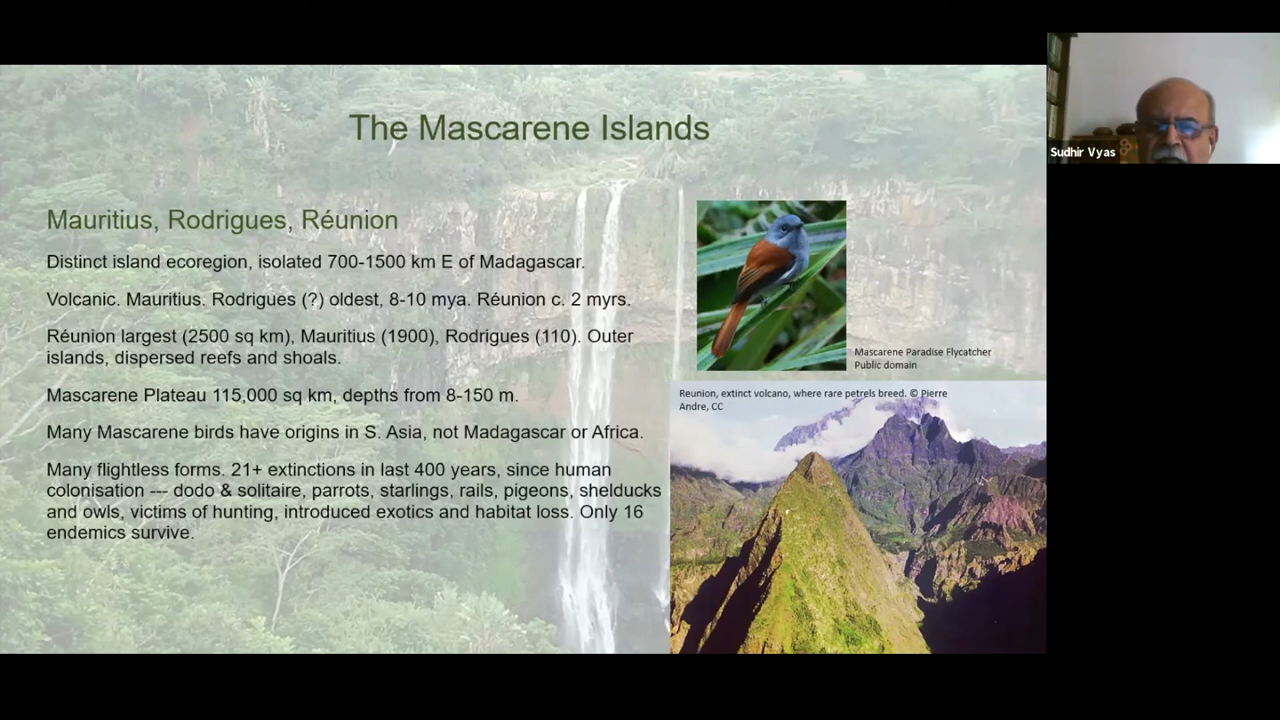 The Mascarene Islands
Sudhir Vyas
Mauritius, Rodrigues, Réunion
Distinct island ecoregion, isolated 700-1500 km E of Madagascar.
Volcanic. Mauritius. Rodrigues (?) oldest, 8-10 mya. Réunion c. 2 myrs.
Réunion largest (2500 sq km), Mauritius (1900), Rodrigues (110). Outer
islands, dispersed reefs and shoals.
Mascarene Plateau 115,000 sq km, depths from 8-150 m.
Many Mascarene birds have origins in S. Asia, not Madagascar or Africa.
Many flightless forms. 21+ extinctions in last 400 years, since human
colonisation --- dodo & solitaire, parrots, starlings, rails, pigeons, shelducks
and owls, victims of hunting, introduced exotics and habitat loss. Only 16
endemics survive.
Mascarene Paradise Flycatcher
Public domain
Reunion, extinct volcano, where rare petrels breed. © Pierre
Andre, CC